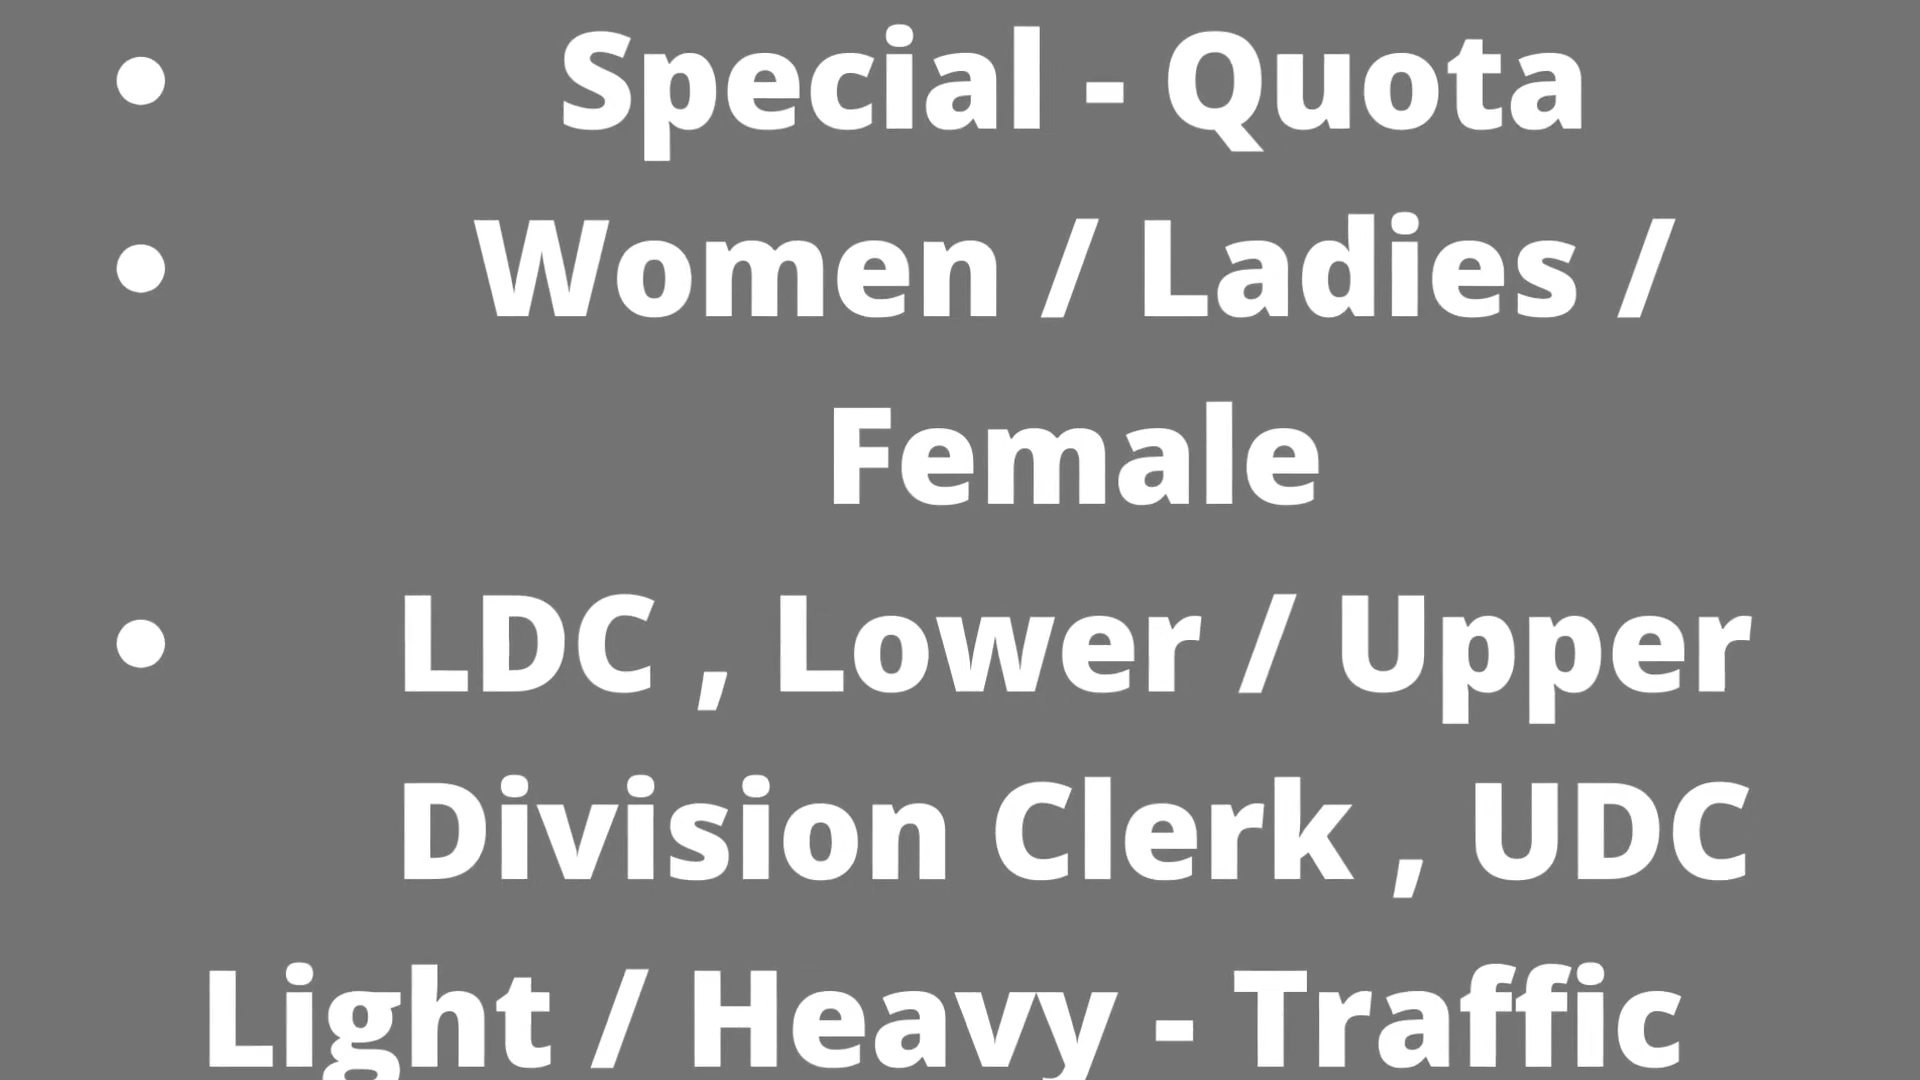 • Special - Quota
• Women / Ladies /
Female
• LDC , Lower / Upper
Division Clerk , UDC
Light / Heavy - Traffic